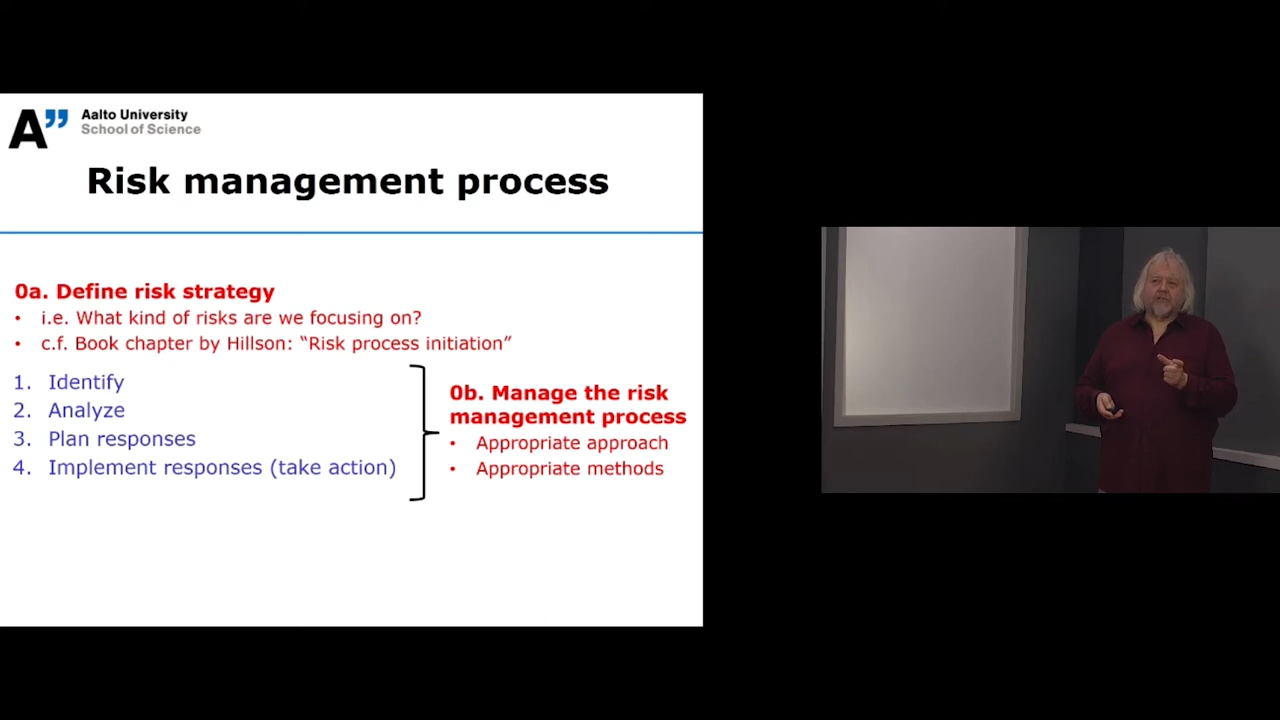 A”
Aalto University
School of Science
Risk management process
0a. Define risk strategy
• i.e. What kind of risks are we focusing on?
• c.f. Book chapter by Hillson: “Risk process initiation”
1. Identify
2. Analyze
3. Plan responses
4. Implement responses (take action)
0b. Manage the risk
management process
• Appropriate approach
• Appropriate methods